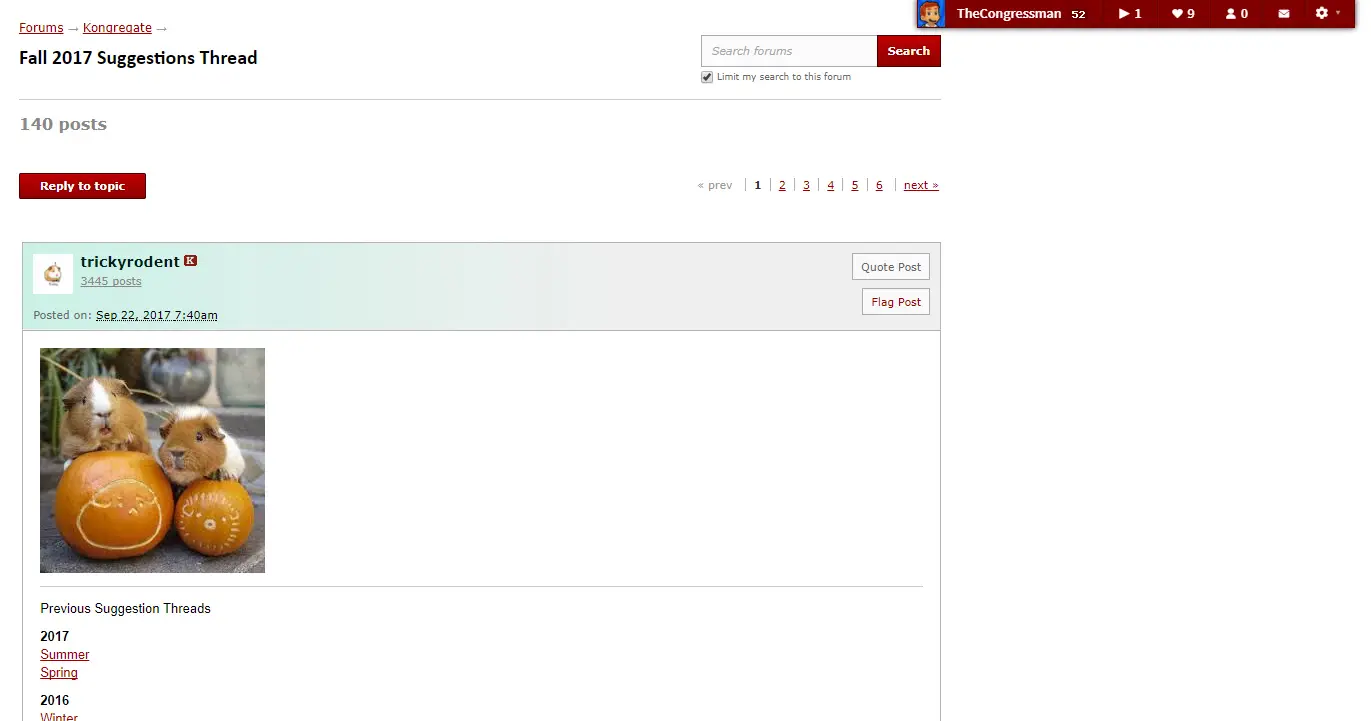 TheCongressman 52 1 9 0
Forums → Kongregate →
Fall 2017 Suggestions Thread
Search forums Search
Limit my search to this forum
140 posts
Reply to topic
« prev 1 2 3 4 5 6 next »
trickyrodent K
3445 posts
Quote Post
Flag Post
Posted on: Sep 22, 2017 7:40am
Previous Suggestion Threads
2017
Summer
Spring
2016
Winter